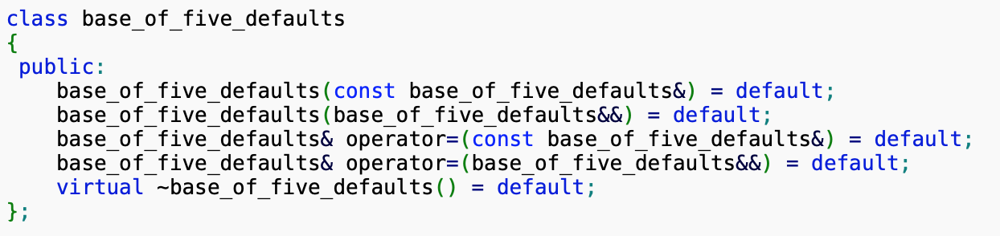 class base_of_five_defaults
{
 public:
    base_of_five_defaults(const base_of_five_defaults&) = default;
    base_of_five_defaults(base_of_five_defaults&&) = default;
    base_of_five_defaults& operator=(const base_of_five_defaults&) = default;
    base_of_five_defaults& operator=(base_of_five_defaults&&) = default;
    virtual ~base_of_five_defaults() = default;
};